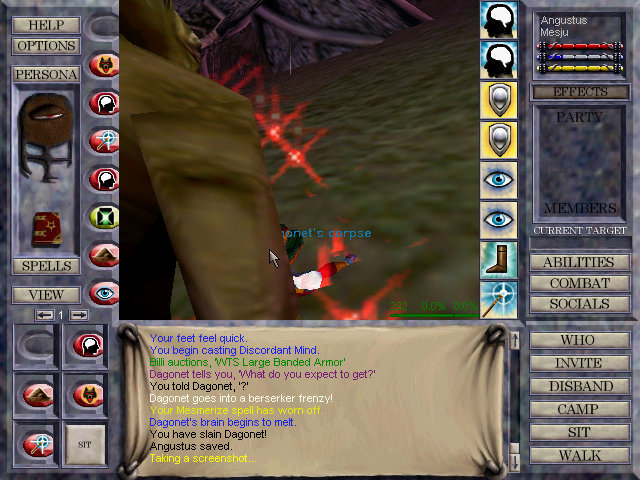 HELP
OPTIONS
PERSONA
SPELLS
VIEW
1
SIT
onet's corpse
0.0% 0.0%
Your feet feel quick.
You begin casting Discordant Mind.
Billi auctions, 'WTS Large Banded Armor'
Dagonet tells you, 'What do you expect to get?'
You told Dagonet, '?'
Dagonet goes into a berserker frenzy!
Your Mesmerize spell has worn off.
Dagonet's brain begins to melt.
You have slain Dagonet!
Angustus saved.
Taking a screenshot...
Angustus
Mesju
EFFECTS
PARTY
MEMBERS
CURRENT TARGET
ABILITIES
COMBAT
SOCIALS
WHO
INVITE
DISBAND
CAMP
SIT
WALK